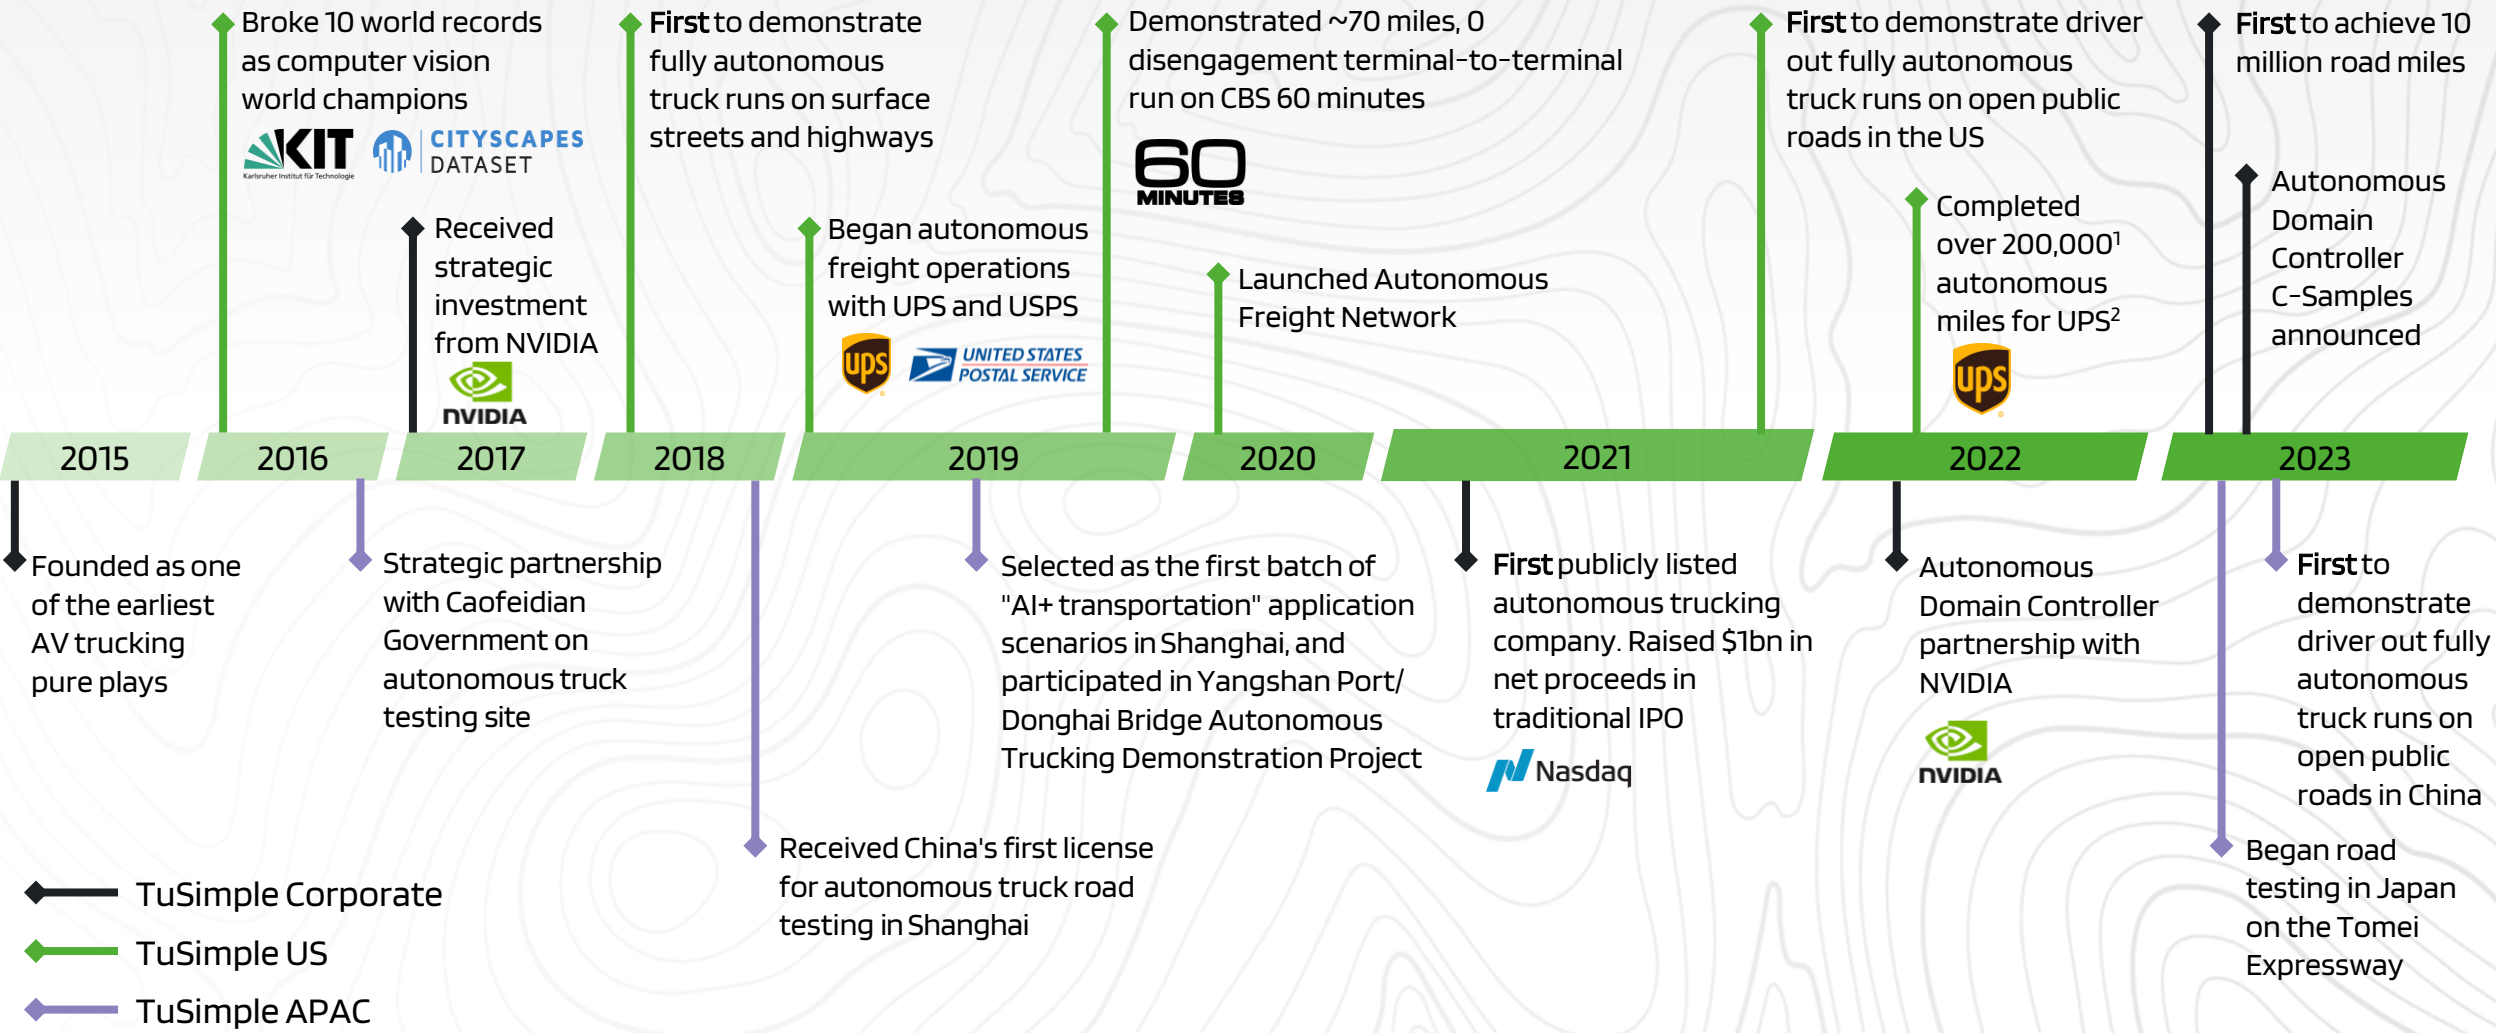 Broke 10 world records
as computer vision
world champions
KIT
Karlsruher Institut für Technologie
CITYSCAPES
DATASET
Received
strategic
investment
from NVIDIA
NVIDIA
First to demonstrate
fully autonomous
truck runs on surface
streets and highways
Began autonomous
freight operations
with UPS and USPS
ups
UNITED STATES
POSTAL SERVICE
Demonstrated ~70 miles, 0
disengagement terminal-to-terminal
run on CBS 60 minutes
60
MINUTES
Launched Autonomous
Freight Network
First to demonstrate driver
out fully autonomous
truck runs on open public
roads in the US
Completed
over 200,000¹
autonomous
miles for UPS²
ups
First to achieve 10
million road miles
Autonomous
Domain
Controller
C-Samples
announced
2015
2016
2017
2018
2019
2020
2021
2022
2023
Founded as one
of the earliest
AV trucking
pure plays
Strategic partnership
with Caofeidian
Government on
autonomous truck
testing site
Received China's first license
for autonomous truck road
testing in Shanghai
Selected as the first batch of
"AI+ transportation" application
scenarios in Shanghai, and
participated in Yangshan Port/
Donghai Bridge Autonomous
Trucking Demonstration Project
First publicly listed
autonomous trucking
company. Raised $1bn in
net proceeds in
traditional IPO
Nasdaq
Autonomous
Domain Controller
partnership with
NVIDIA
NVIDIA
First to
demonstrate
driver out fully
autonomous
truck runs on
open public
roads in China
Began road
testing in Japan
on the Tomei
Expressway
TuSimple Corporate
TuSimple US
TuSimple APAC